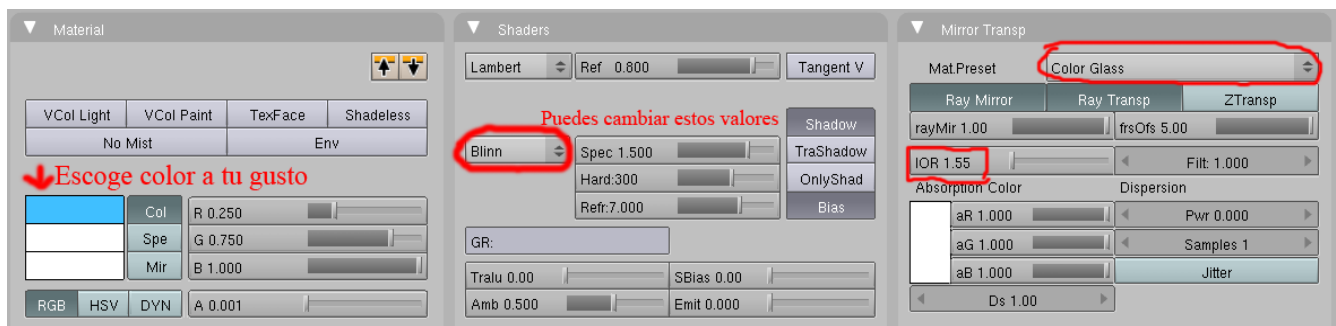 Material
VCol Light VCol Paint TexFace Shadeless
No Mist Env
Escoge color a tu gusto
Col R 0.250
Spe G 0.750
Mir B 1.000
RGB HSV DYN A 0.001
Shaders
Lambert Ref 0.800 Tangent V
Puedes cambiar estos valores
Shadow
Blinn Spec 1.500 TraShadow
Hard:300 OnlyShad
Refr:7.000 Bias
GR:
Tralu 0.00 SBias 0.00
Amb 0.500 Emit 0.000
Mirror Transp
Mat.Preset Color Glass
Ray Mirror Ray Transp ZTransp
rayMir 1.00 frsOfs 5.00
IOR 1.55 Filt: 1.000
Absorption Color Dispersion
aR 1.000 Pwr 0.000
aG 1.000 Samples 1
aB 1.000 Jitter
Ds 1.00